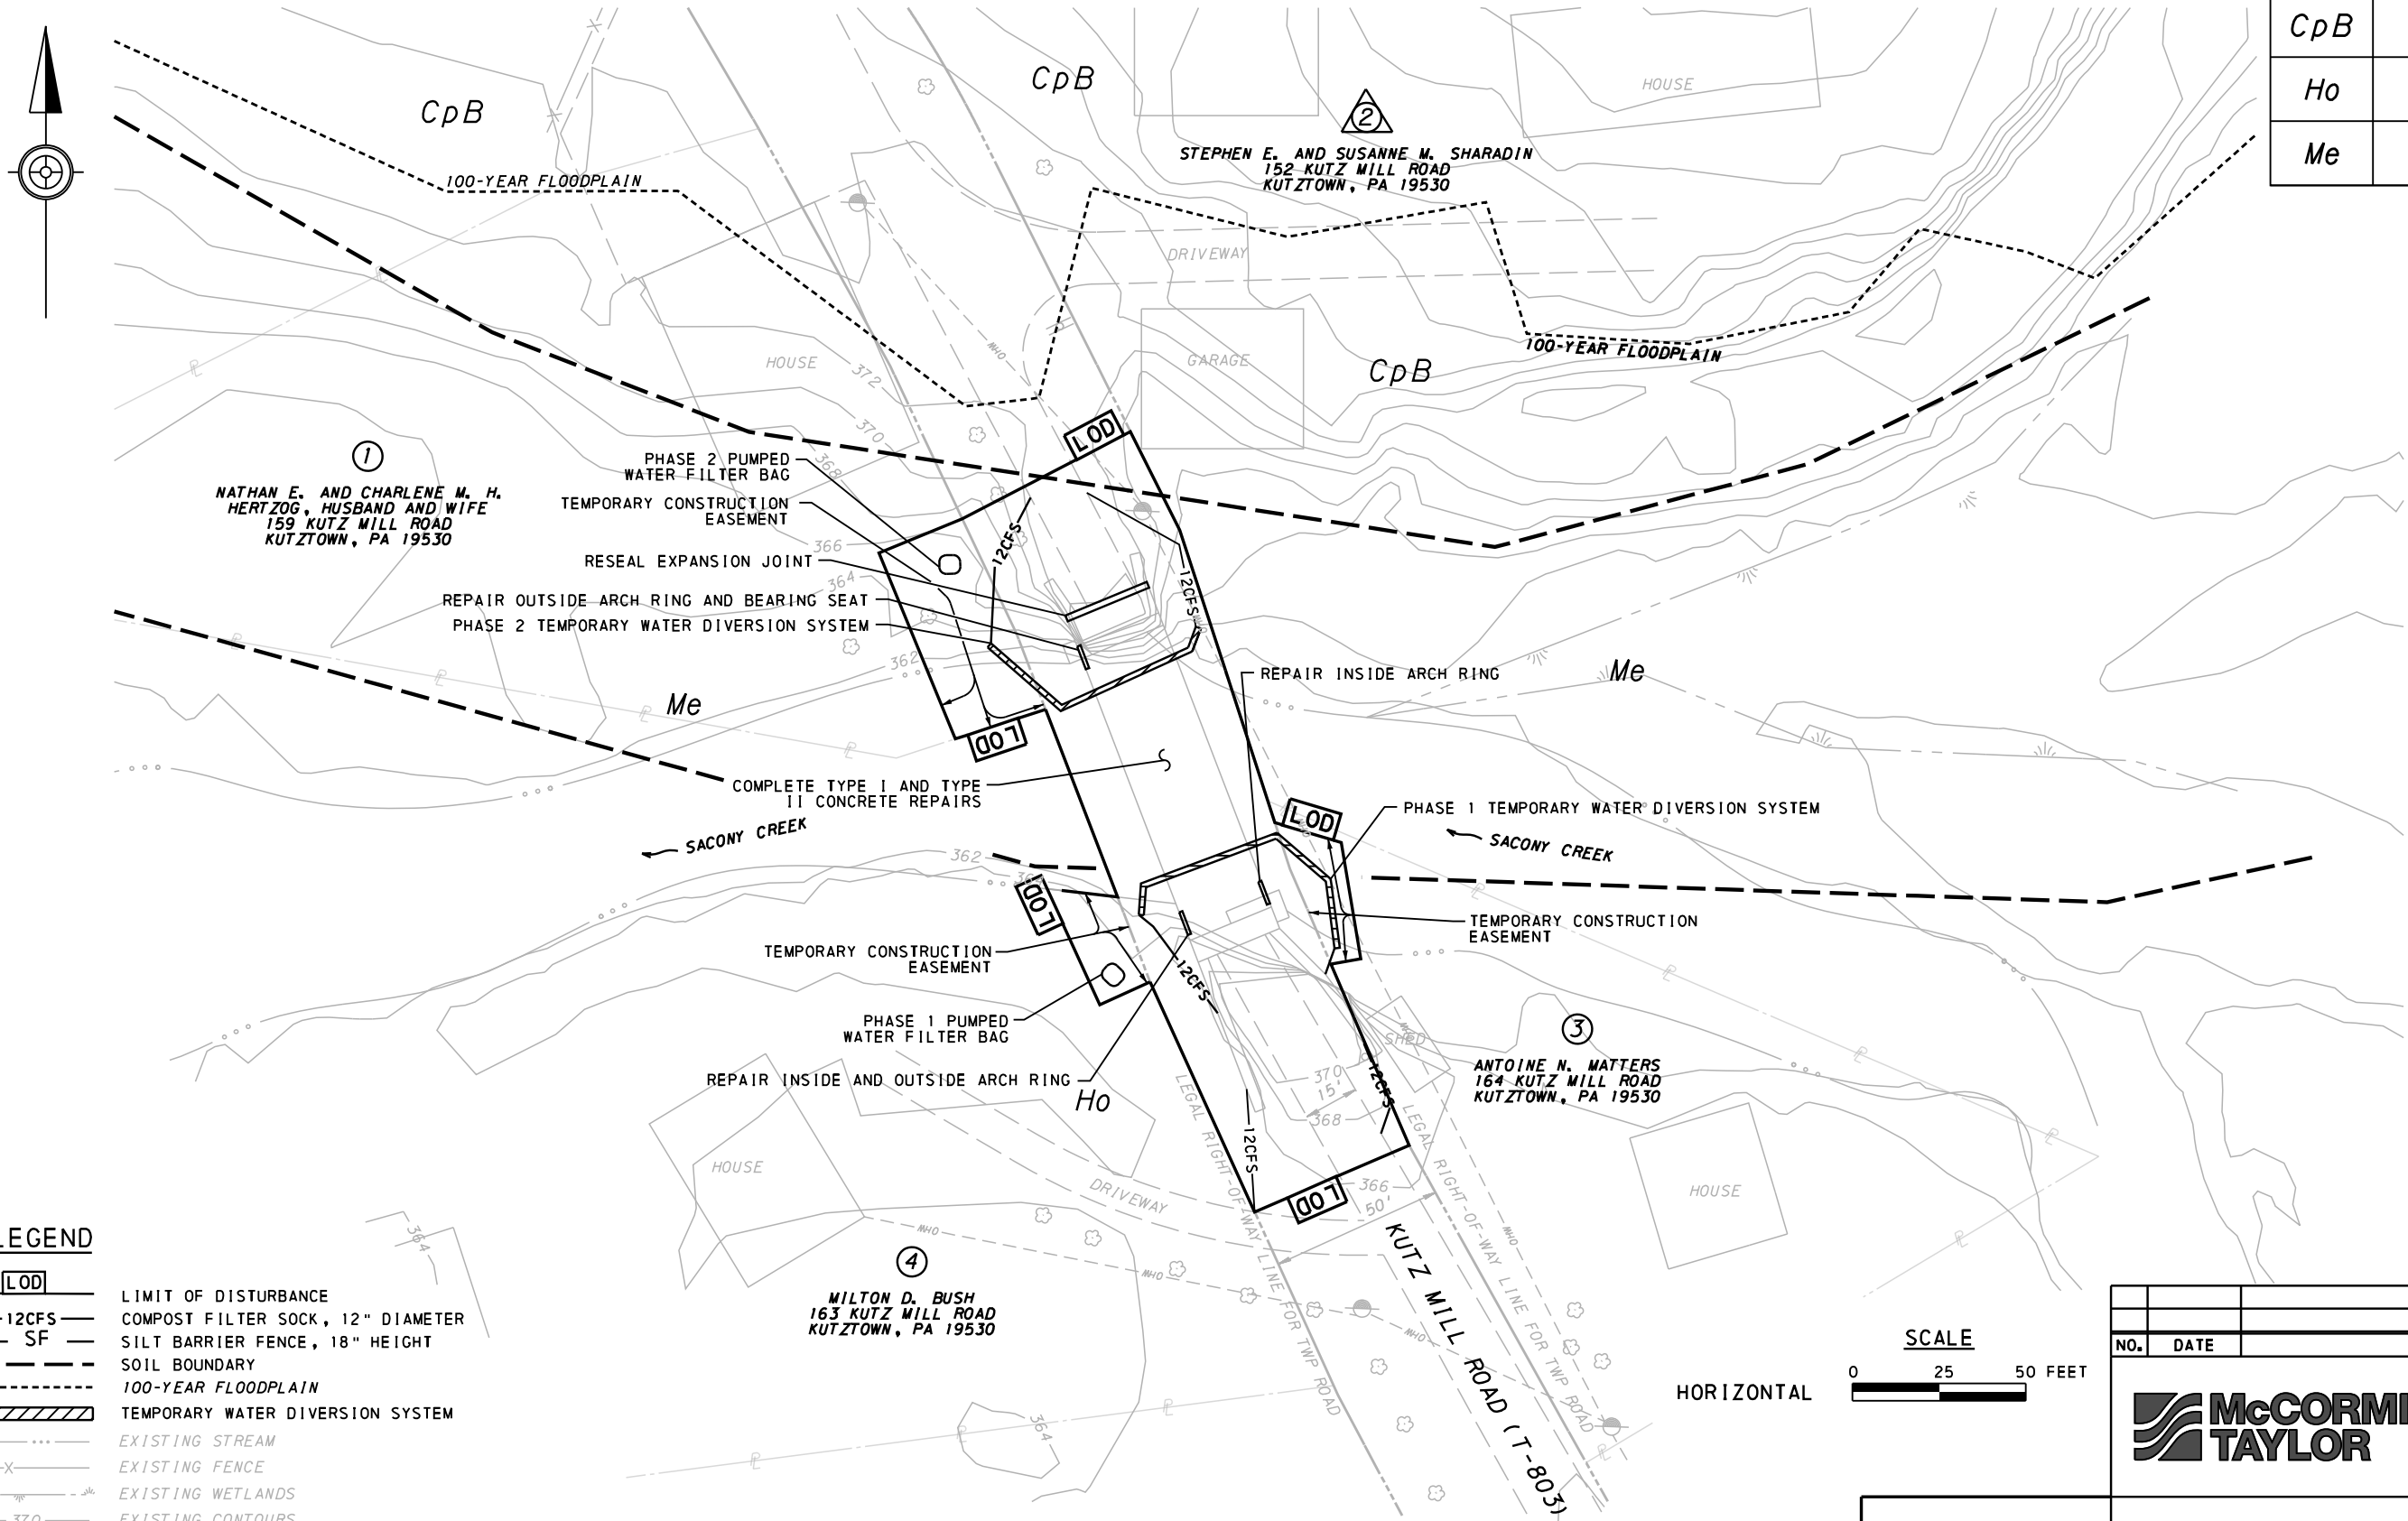 CpB
Ho
Me
CpB
CpB
HOUSE
2
STEPHEN E. AND SUSANNE M. SHARADIN
152 KUTZ MILL ROAD
KUTZTOWN, PA 19530
100-YEAR FLOODPLAIN
DRIVEWAY
OHW
HOUSE
372
GARAGE
CpB
100-YEAR FLOODPLAIN
370
368
LOD
1
NATHAN E. AND CHARLENE M. H.
HERTZOG, HUSBAND AND WIFE
159 KUTZ MILL ROAD
KUTZTOWN, PA 19530
PHASE 2 PUMPED
WATER FILTER BAG
TEMPORARY CONSTRUCTION
EASEMENT
366
12CFS
RESEAL EXPANSION JOINT
364
12CFS
REPAIR OUTSIDE ARCH RING AND BEARING SEAT
PHASE 2 TEMPORARY WATER DIVERSION SYSTEM
362
REPAIR INSIDE ARCH RING
Me
Me
LOD
COMPLETE TYPE I AND TYPE
II CONCRETE REPAIRS
SACONY CREEK
LOD
PHASE 1 TEMPORARY WATER DIVERSION SYSTEM
SACONY CREEK
362
LOD
TEMPORARY CONSTRUCTION
EASEMENT
TEMPORARY CONSTRUCTION
EASEMENT
12CFS
PHASE 1 PUMPED
WATER FILTER BAG
SHED
3
ANTOINE N. MATTERS
164 KUTZ MILL ROAD
KUTZTOWN, PA 19530
REPAIR INSIDE AND OUTSIDE ARCH RING
Ho
370
15'
368
12CFS
12CFS
HOUSE
DRIVEWAY
LOD
366
50'
HOUSE
LEGAL RIGHT-OF-WAY LINE FOR TWP ROAD
LEGAL RIGHT-OF-WAY LINE FOR TWP ROAD
OHW
OHW
OHW
OHW
364
4
MILTON D. BUSH
163 KUTZ MILL ROAD
KUTZTOWN, PA 19530
364
KUTZ MILL ROAD (T-803)
LEGEND
LOD
LIMIT OF DISTURBANCE
12CFS
COMPOST FILTER SOCK, 12" DIAMETER
SF
SILT BARRIER FENCE, 18" HEIGHT
SOIL BOUNDARY
100-YEAR FLOODPLAIN
TEMPORARY WATER DIVERSION SYSTEM
EXISTING STREAM
X
EXISTING FENCE
EXISTING WETLANDS
370
EXISTING CONTOURS
SCALE
0 25 50 FEET
HORIZONTAL
NO. DATE
McCORMI
TAYLOR